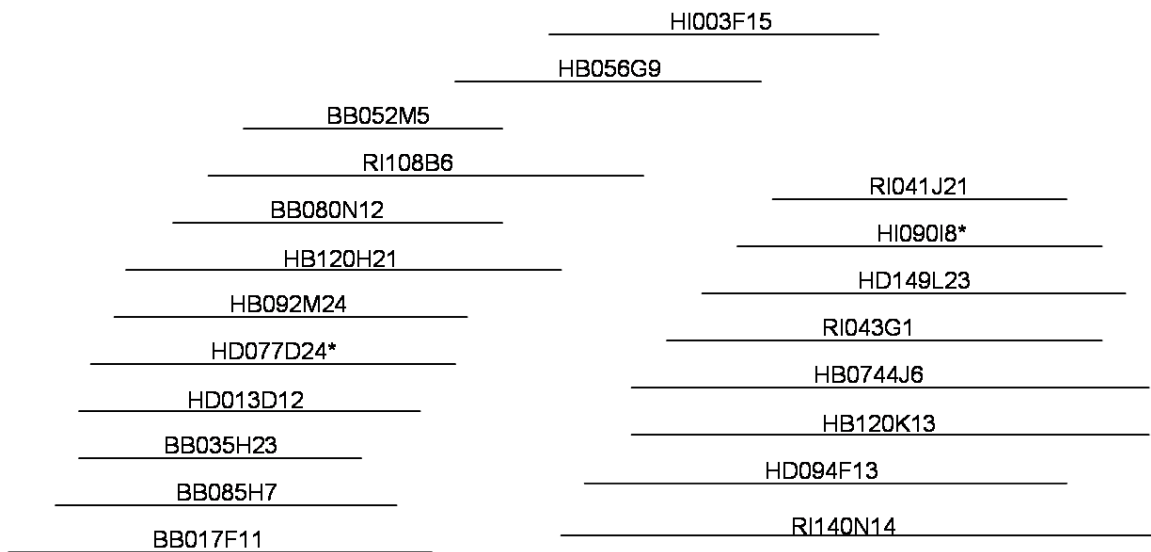 HI003F15
HB056G9
BB052M5
RI108B6
RI041J21
BB080N12
HI090I8*
HB120H21
HD149L23
HB092M24
RI043G1
HD077D24*
HB0744J6
HD013D12
HB120K13
BB035H23
HD094F13
BB085H7
RI140N14
BB017F11